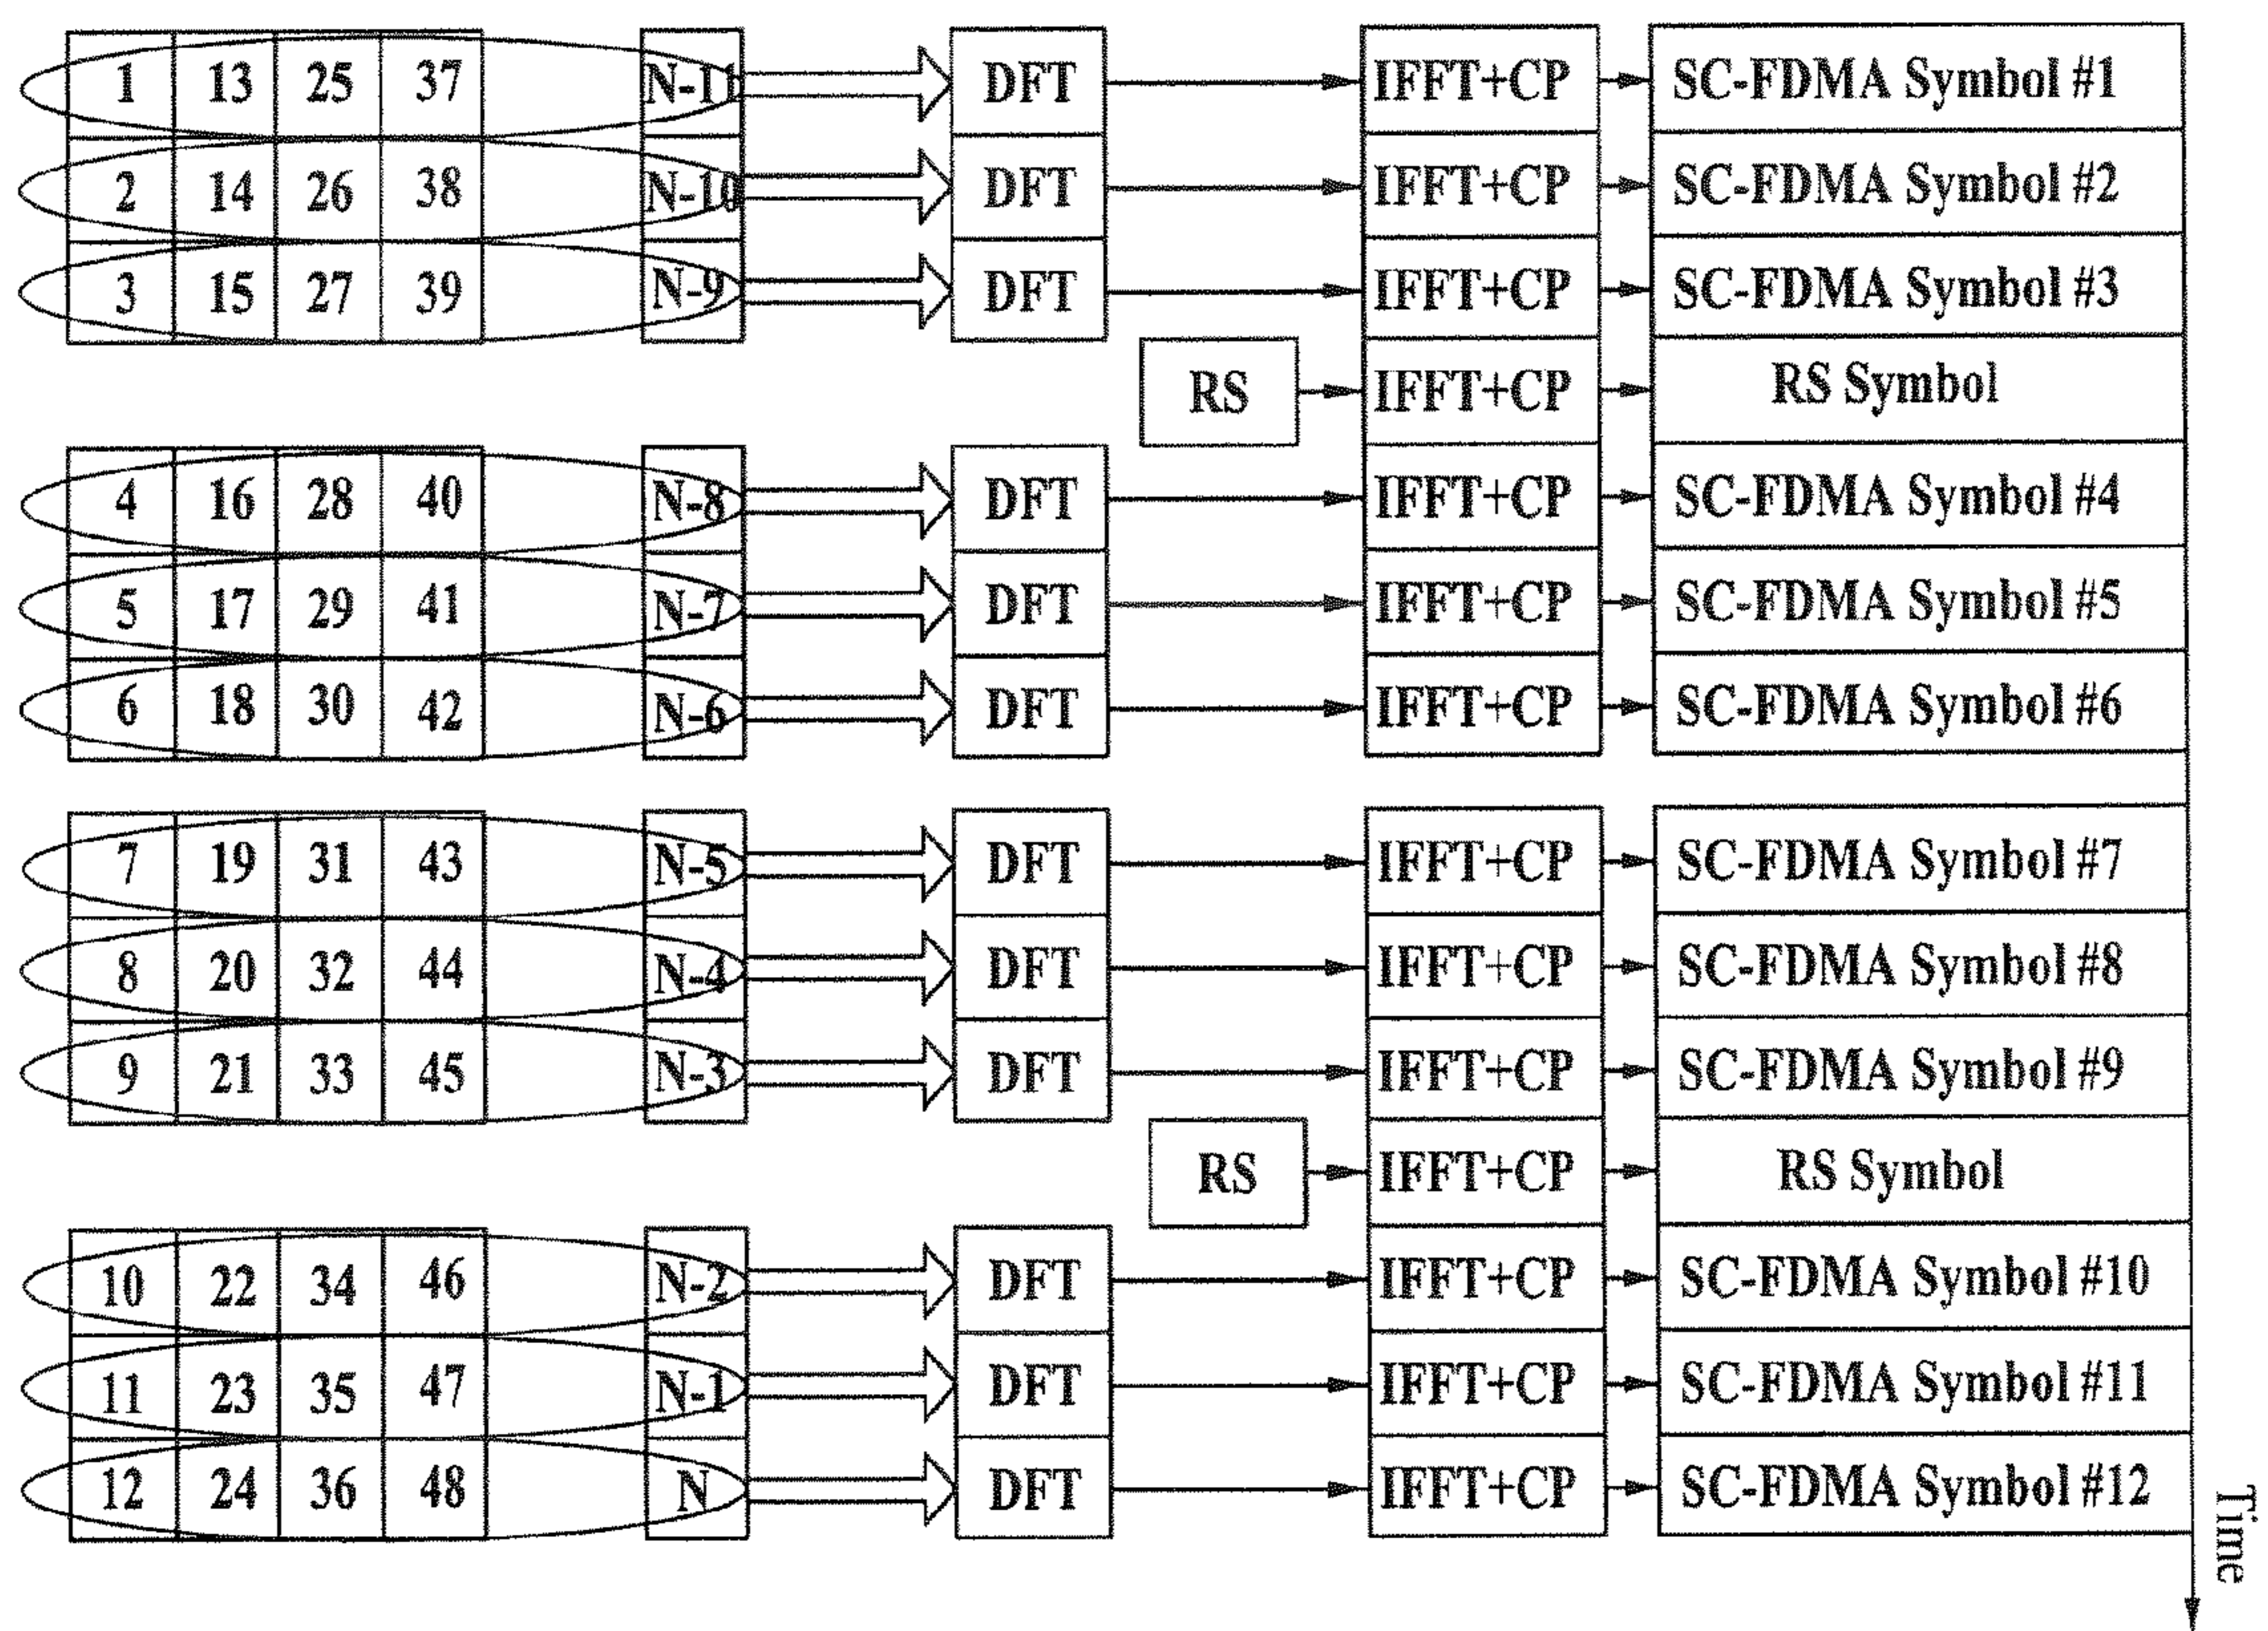 1 13 25 37 N-11 DFT IFFT+CP SC-FDMA Symbol #1
2 14 26 38 N-10 DFT IFFT+CP SC-FDMA Symbol #2
3 15 27 39 N-9 DFT IFFT+CP SC-FDMA Symbol #3
RS IFFT+CP RS Symbol
4 16 28 40 N-8 DFT IFFT+CP SC-FDMA Symbol #4
5 17 29 41 N-7 DFT IFFT+CP SC-FDMA Symbol #5
6 18 30 42 N-6 DFT IFFT+CP SC-FDMA Symbol #6
7 19 31 43 N-5 DFT IFFT+CP SC-FDMA Symbol #7
8 20 32 44 N-4 DFT IFFT+CP SC-FDMA Symbol #8
9 21 33 45 N-3 DFT IFFT+CP SC-FDMA Symbol #9
RS IFFT+CP RS Symbol
10 22 34 46 N-2 DFT IFFT+CP SC-FDMA Symbol #10
11 23 35 47 N-1 DFT IFFT+CP SC-FDMA Symbol #11
12 24 36 48 N DFT IFFT+CP SC-FDMA Symbol #12
Time